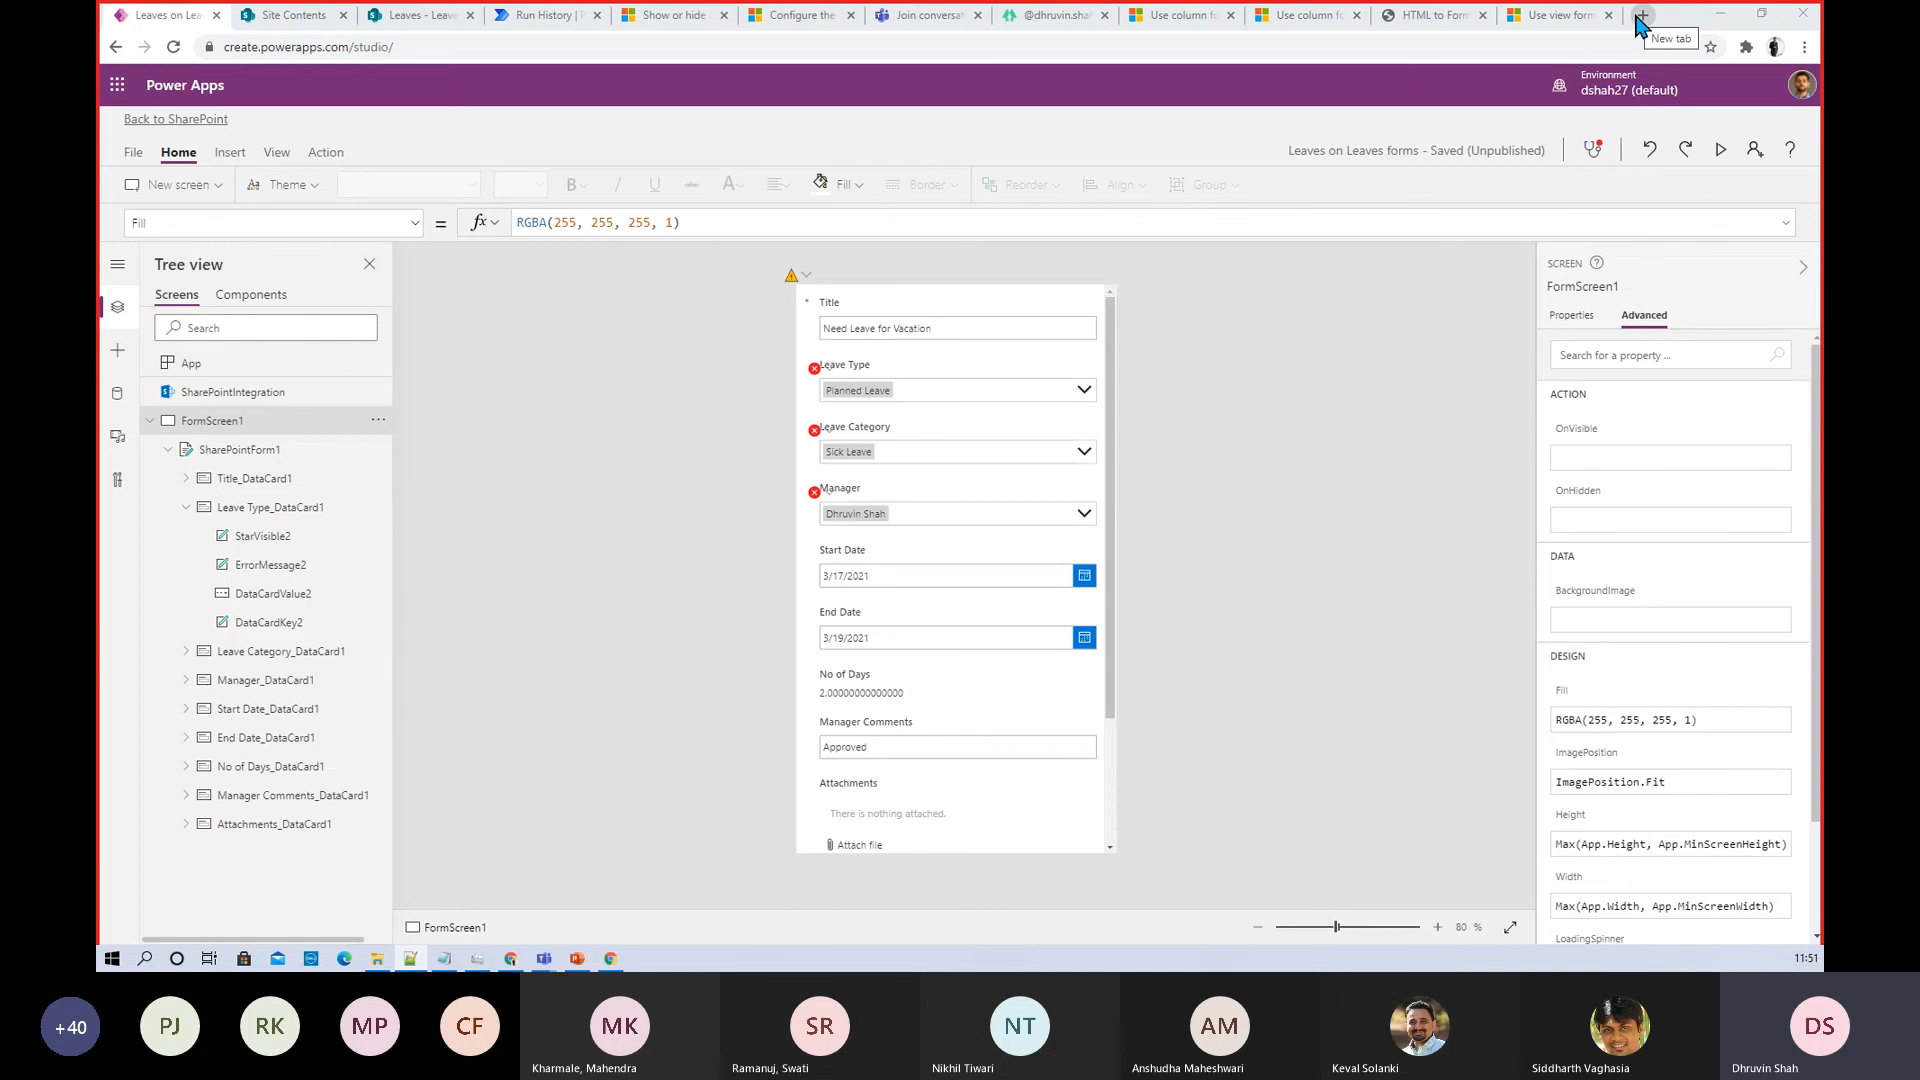 Leaves on Lea
Site Contents
Leaves - Leave
Run History | P
Show or hide
Configure the
Join conversat
@dhruvin.sha
Use column fo
Use column fo
HTML to Form
Use view form
New tab
create.powerapps.com/studio/
Power Apps
Environment
dshah27 (default)
Back to SharePoint
File Home Insert View Action
Leaves on Leaves forms - Saved (Unpublished)
New screen Theme B I U abc A Fill Border Reorder Align Group
Fill = fx RGBA(255, 255, 255, 1)
Tree view
Screens Components
Search
App
SharePointIntegration
FormScreen1
SharePointForm1
Title_DataCard1
Leave Type_DataCard1
StarVisible2
ErrorMessage2
DataCardValue2
DataCardKey2
Leave Category_DataCard1
Manager_DataCard1
Start Date_DataCard1
End Date_DataCard1
No of Days_DataCard1
Manager Comments_DataCard1
Attachments_DataCard1
* Title
Need Leave for Vacation
Leave Type
Planned Leave
Leave Category
Sick Leave
Manager
Dhruvin Shah
Start Date
3/17/2021
End Date
3/19/2021
No of Days
2.00000000000000
Manager Comments
Approved
Attachments
There is nothing attached.
Attach file
SCREEN
FormScreen1
Properties Advanced
Search for a property ...
ACTION
OnVisible
OnHidden
DATA
BackgroundImage
DESIGN
Fill
RGBA(255, 255, 255, 1)
ImagePosition
ImagePosition.Fit
Height
Max(App.Height, App.MinScreenHeight)
Width
Max(App.Width, App.MinScreenWidth)
LoadingSpinner
FormScreen1
80 %
11:51
+40 PJ RK MP CF MK SR NT AM DS
Kharmale, Mahendra
Ramanuj, Swati
Nikhil Tiwari
Anshudha Maheshwari
Keval Solanki
Siddharth Vaghasia
Dhruvin Shah